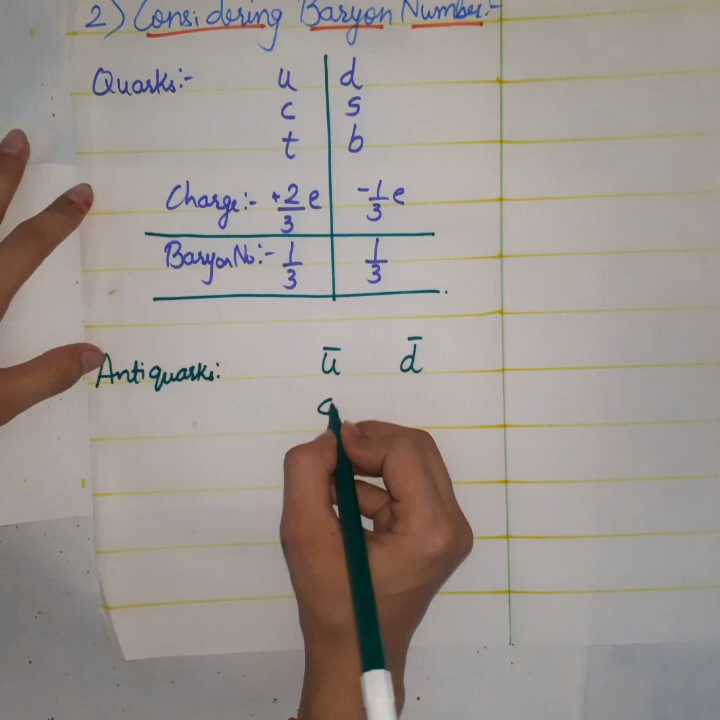 2) Considering Baryon Number:-
Quarks:- u d
c s
t b
Charge:- +2/3 e -1/3 e
Baryon No:- 1/3 1/3
Antiquarks: ū d̄
c